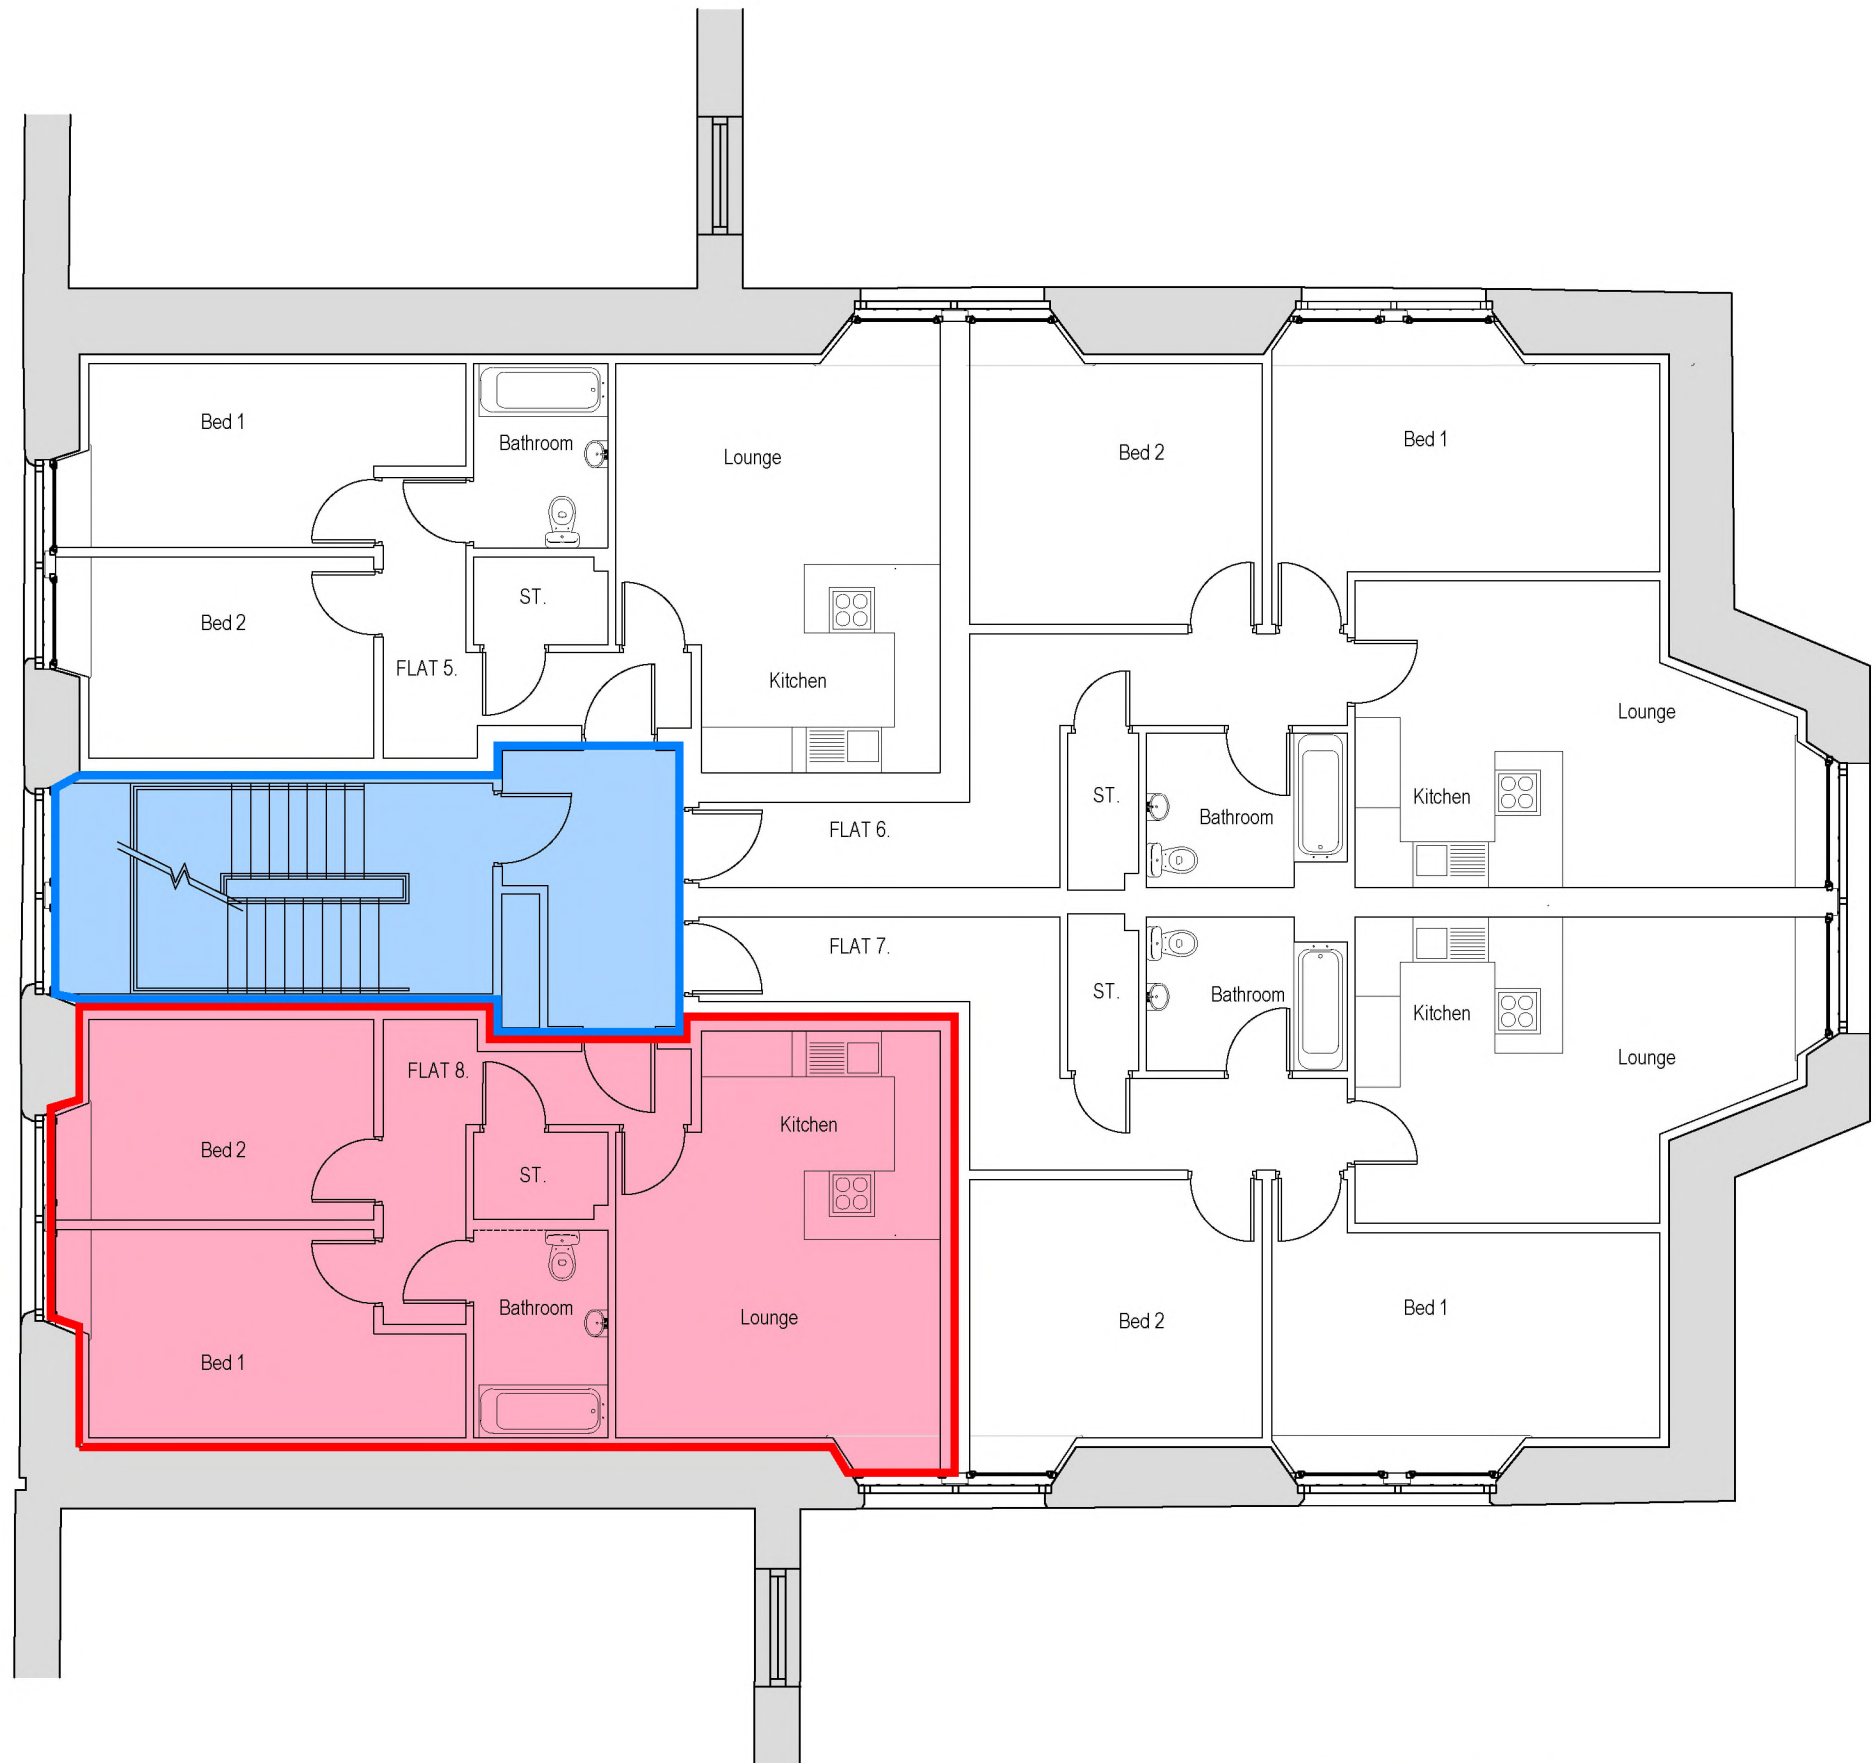 Bed 1
Bathroom
Lounge
Bed 2
Bed 1
ST.
Bed 2
FLAT 5.
Kitchen
Lounge
ST.
Kitchen
Bathroom
FLAT 6.
FLAT 7.
ST.
Bathroom
Kitchen
Lounge
FLAT 8.
Kitchen
Bed 2
ST.
Bathroom
Lounge
Bed 1
Bed 2
Bed 1